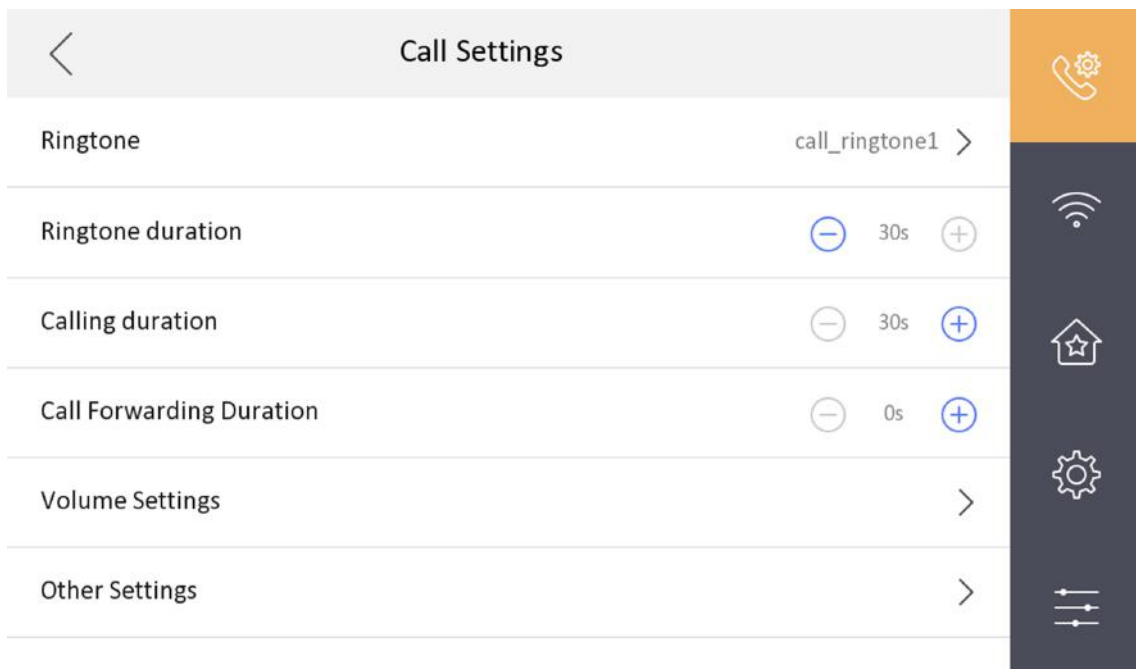 Call Settings
Ringtone call_ringtone1
Ringtone duration 30s
Calling duration 30s
Call Forwarding Duration 0s
Volume Settings
Other Settings